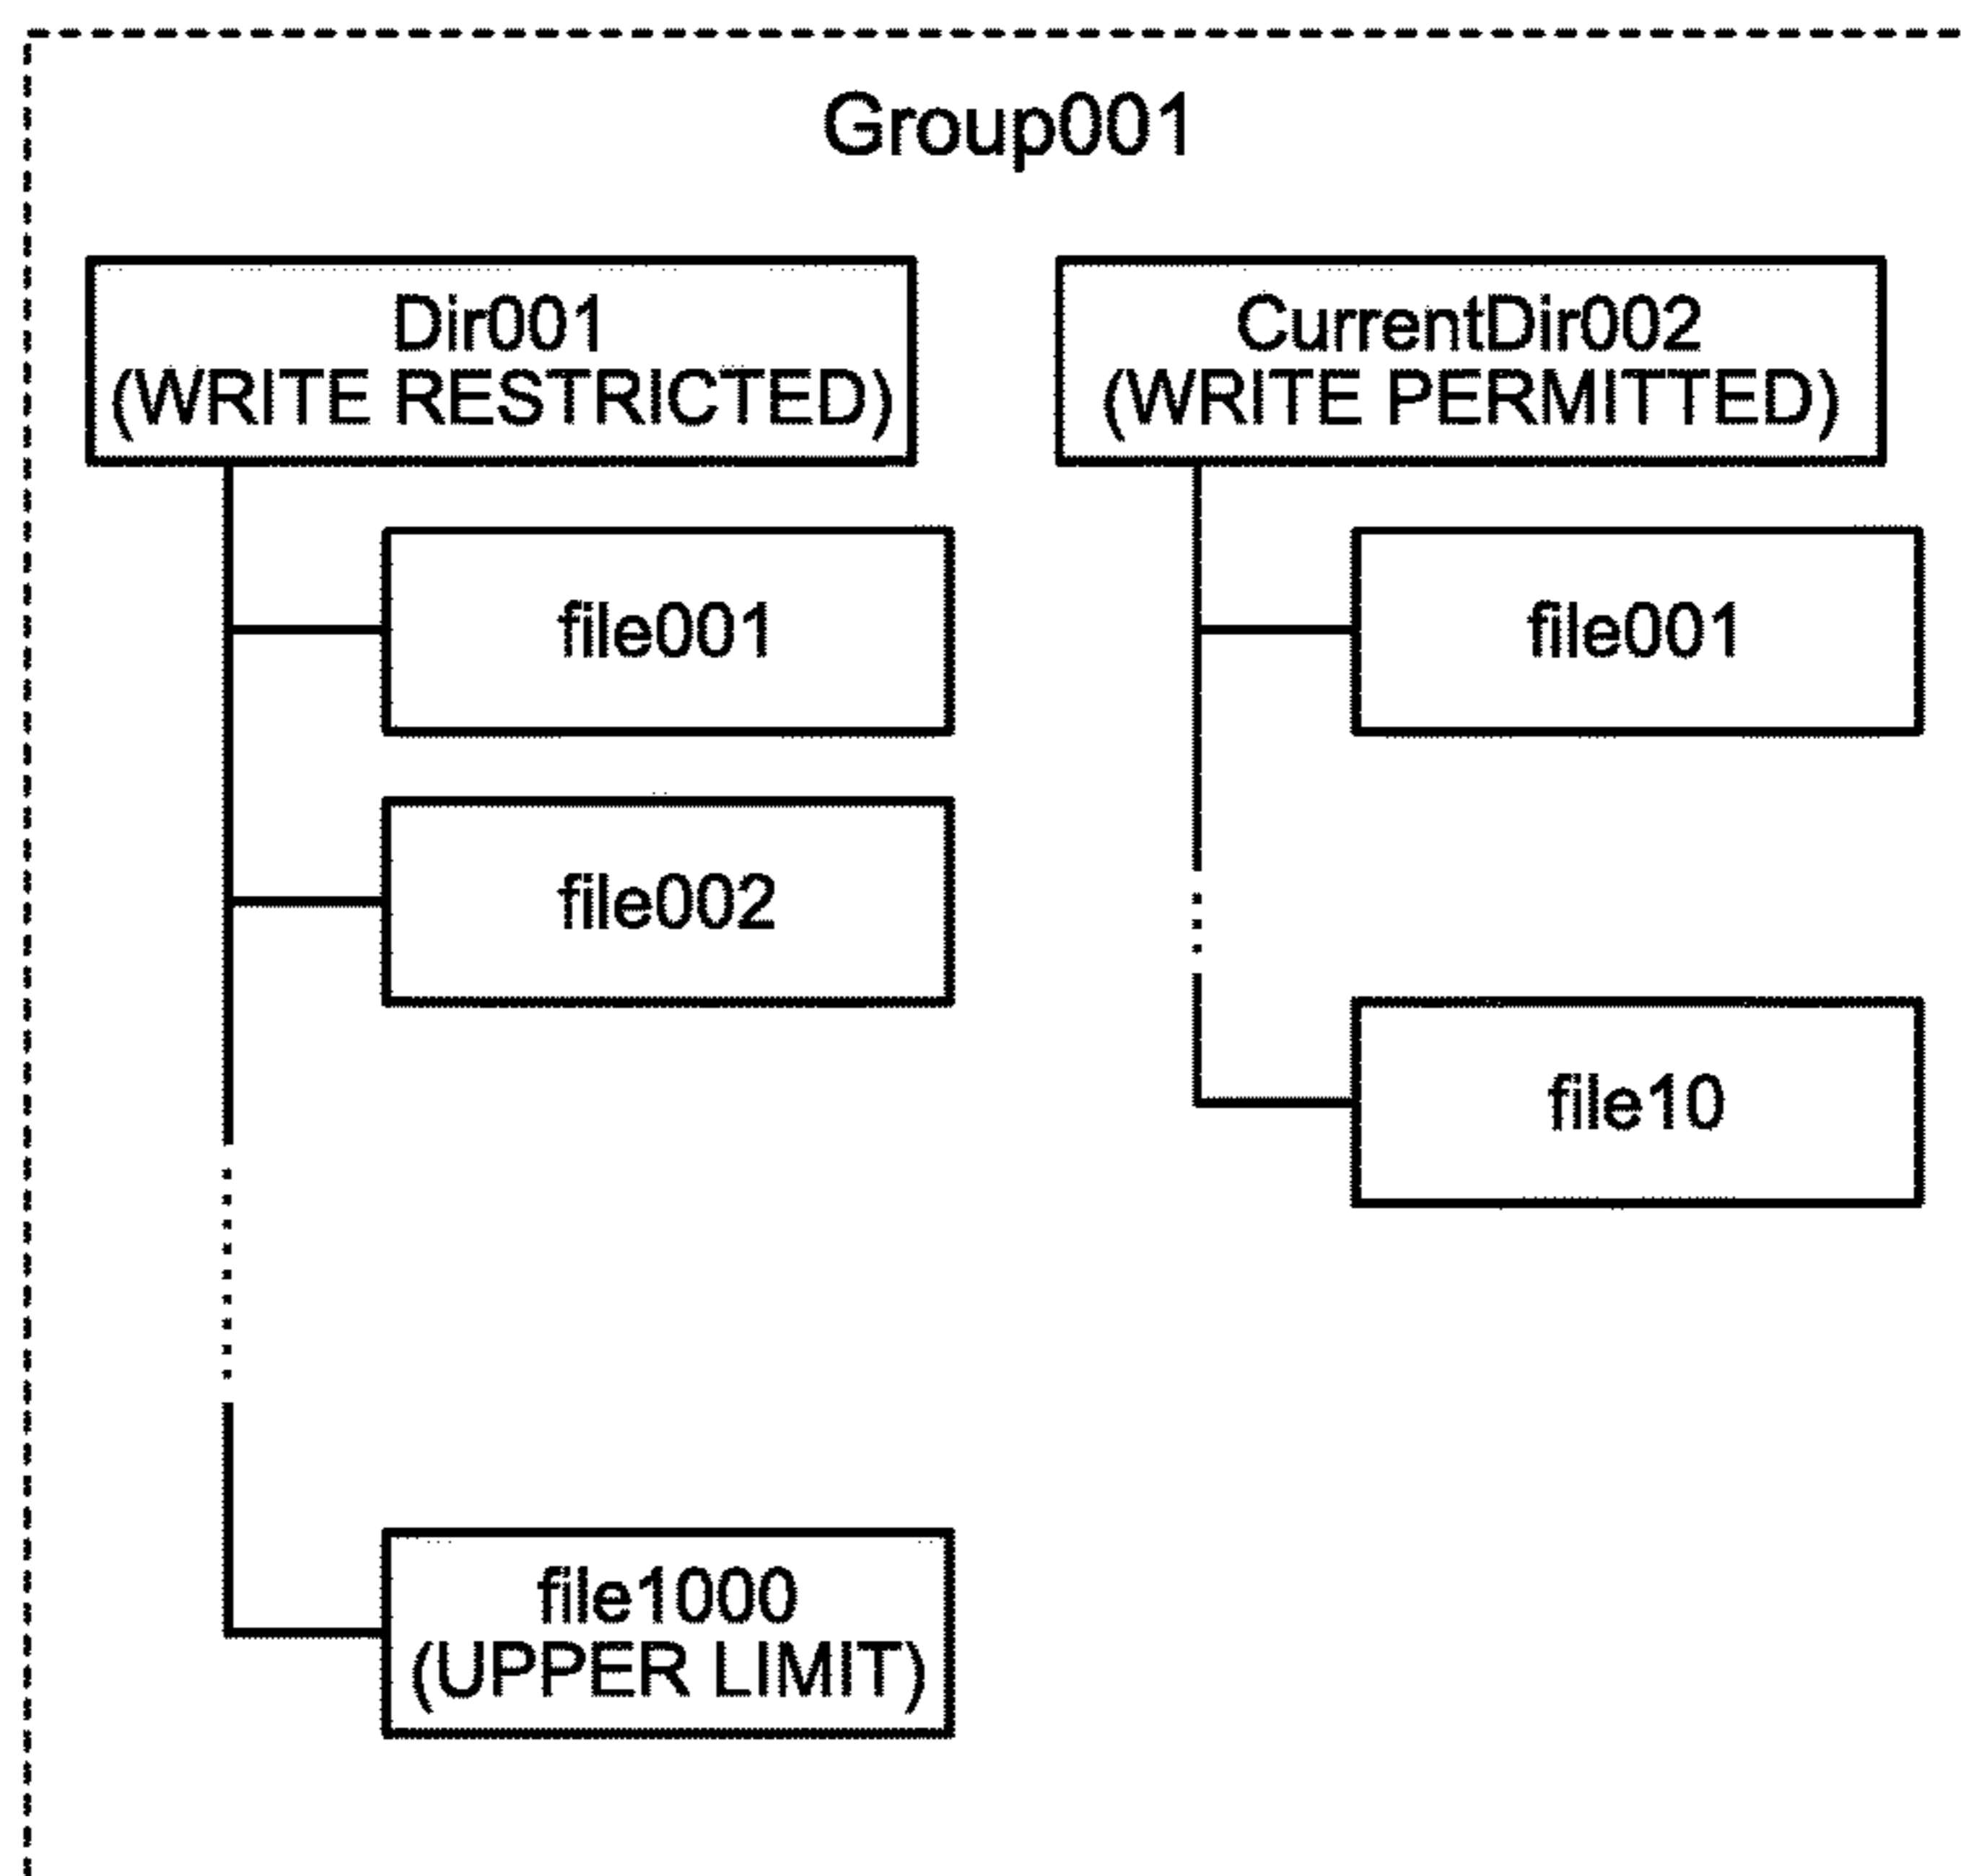 Group001
Dir001
(WRITE RESTRICTED)
file001
file002
file1000
(UPPER LIMIT)
CurrentDir002
(WRITE PERMITTED)
file001
file10